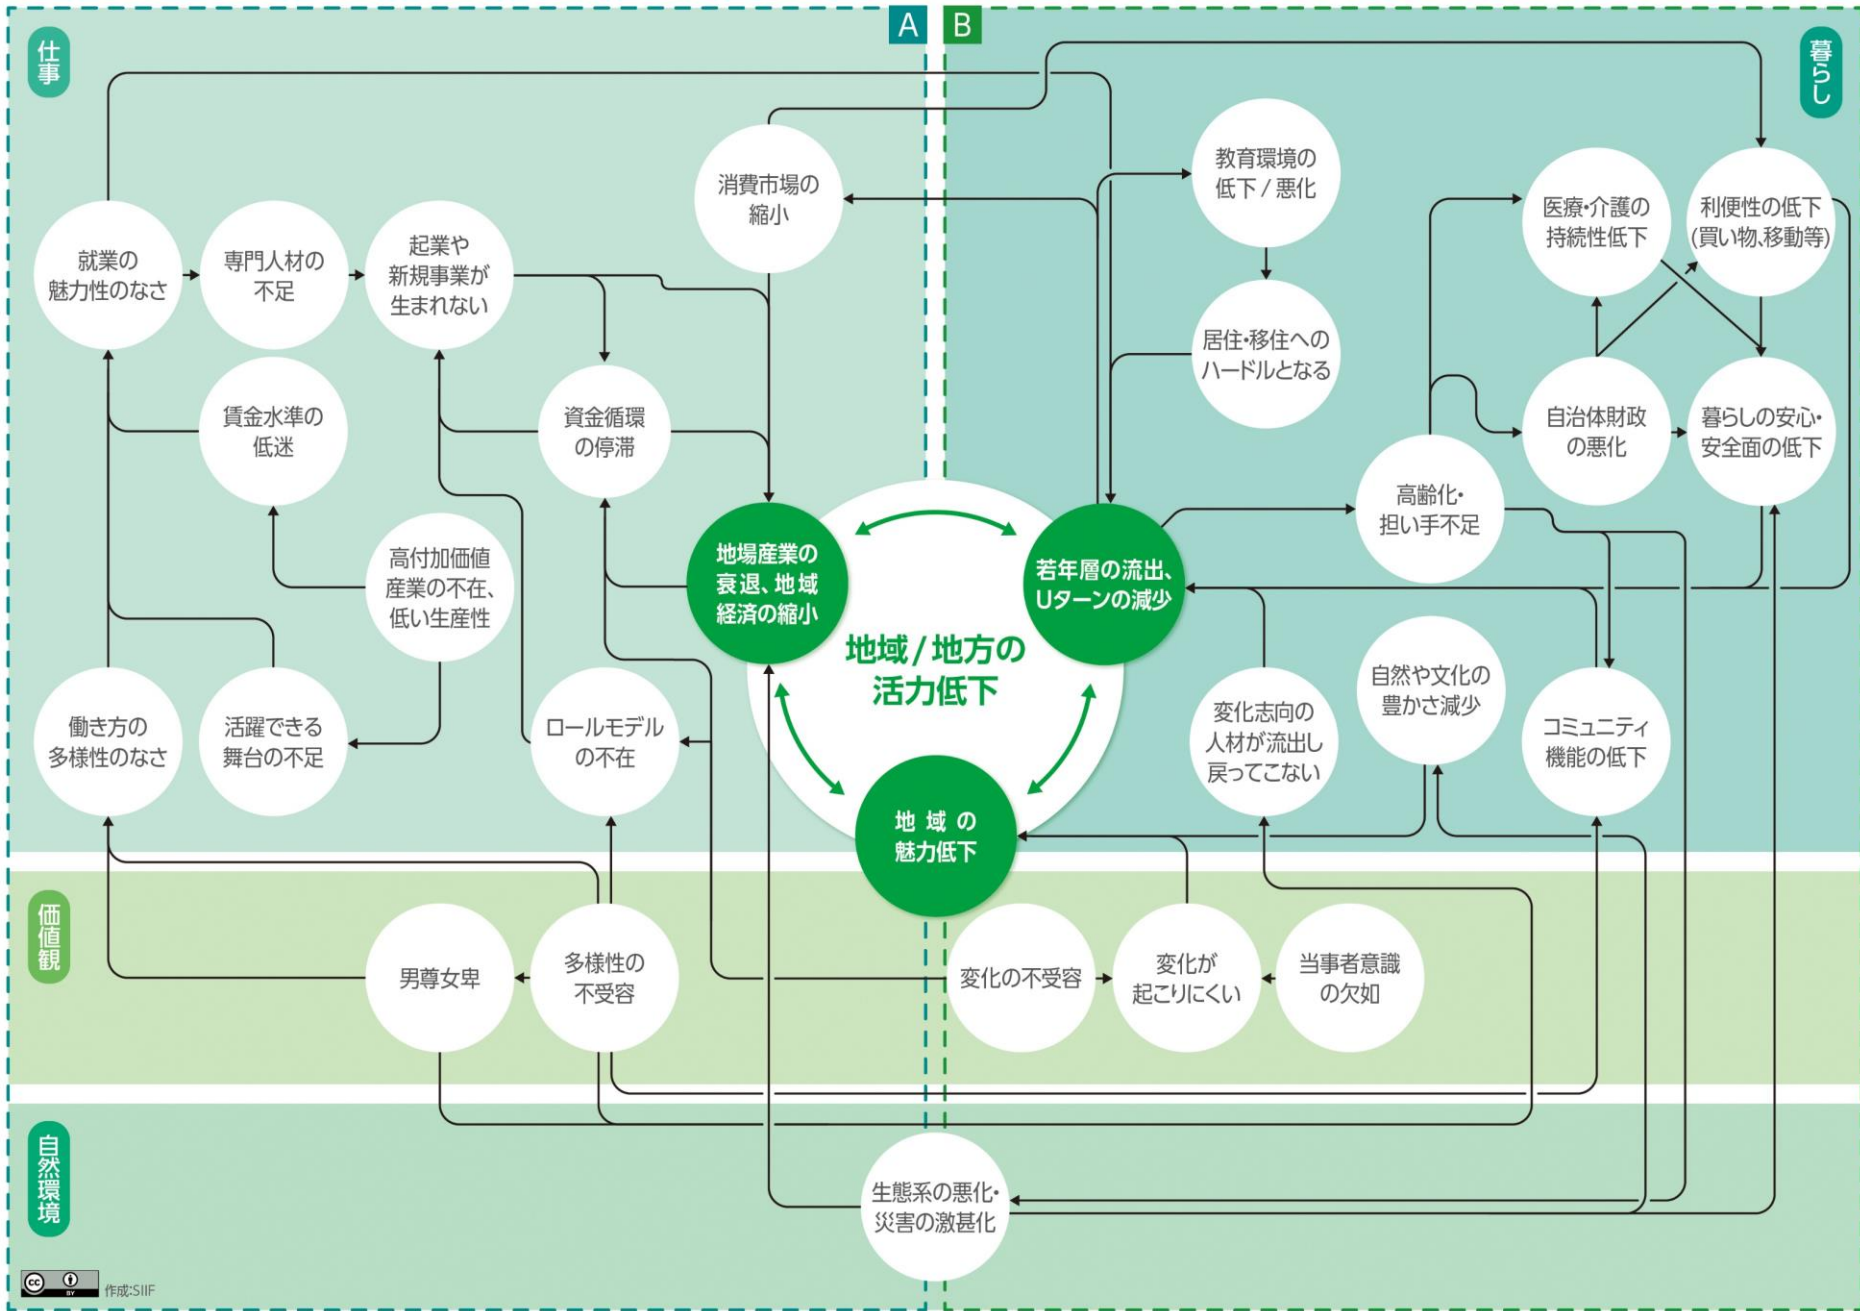 A
B
仕事
暮らし
消費市場の
縮小
教育環境の
低下/悪化
医療・介護の
持続性低下
利便性の低下
(買い物、移動等)
就業の
魅力性のなさ
専門人材の
不足
起業や
新規事業が
生まれない
居住・移住への
ハードルとなる
賃金水準の
低迷
資金循環
の停滞
自治体財政
の悪化
暮らしの安心・
安全面の低下
高齢化・
担い手不足
高付加価値
産業の不在、
低い生産性
地場産業の
衰退、地域
経済の縮小
若年層の流出、
Uターンの減少
地域/地方の
活力低下
働き方の
多様性のなさ
活躍できる
舞台の不足
ロールモデル
の不在
変化志向の
人材が流出し
戻ってこない
自然や文化の
豊かさ減少
コミュニティ
機能の低下
地域の
魅力低下
価値観
男尊女卑
多様性の
不受容
変化の不受容
変化が
起こりにくい
当事者意識
の欠如
自然環境
生態系の悪化・
災害の激甚化
cc
BY
作成:SIIF